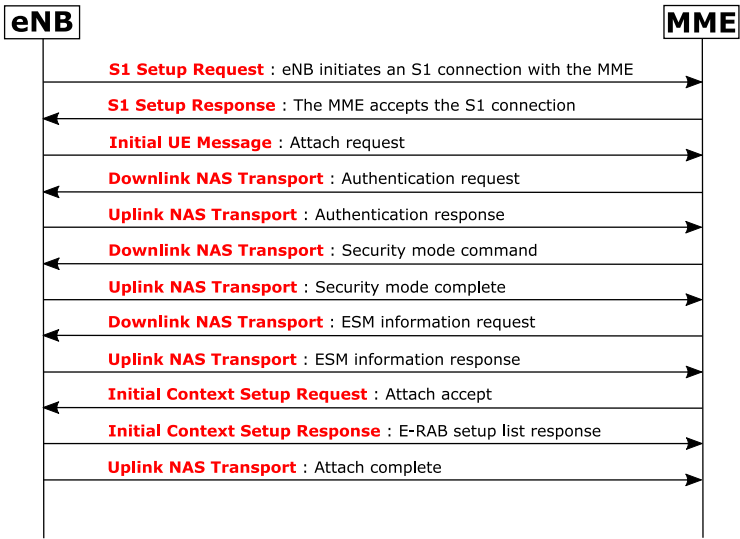 eNB
MME
S1 Setup Request : eNB initiates an S1 connection with the MME
S1 Setup Response : The MME accepts the S1 connection
Initial UE Message : Attach request
Downlink NAS Transport : Authentication request
Uplink NAS Transport : Authentication response
Downlink NAS Transport : Security mode command
Uplink NAS Transport : Security mode complete
Downlink NAS Transport : ESM information request
Uplink NAS Transport : ESM information response
Initial Context Setup Request : Attach accept
Initial Context Setup Response : E-RAB setup list response
Uplink NAS Transport : Attach complete